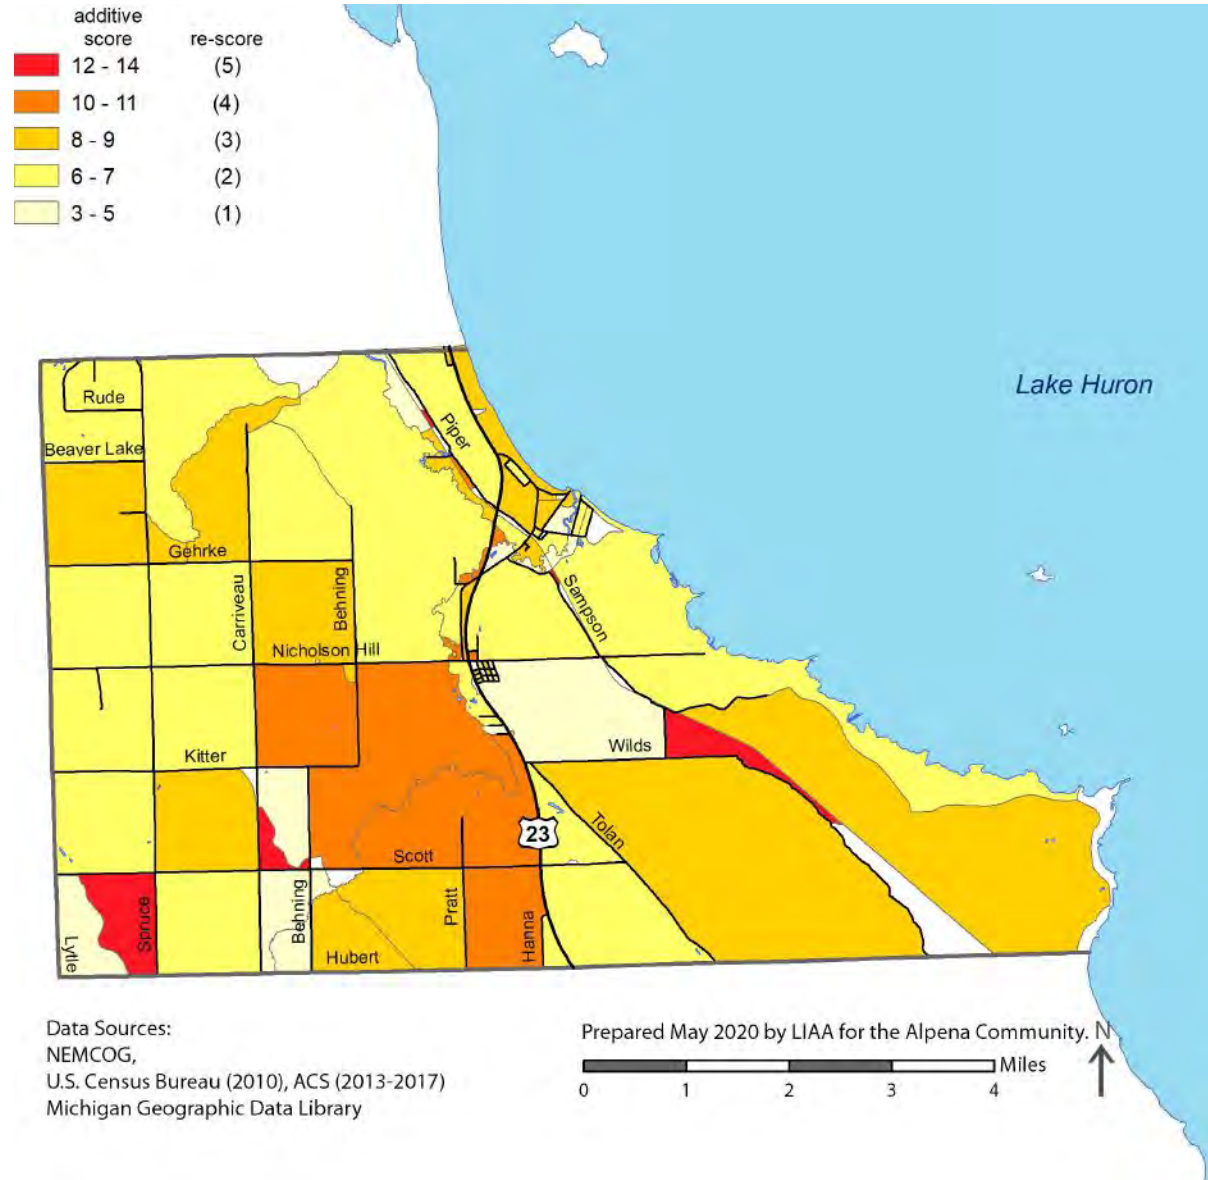 additive
score re-score
12 - 14 (5)
10 - 11 (4)
8 - 9 (3)
6 - 7 (2)
3 - 5 (1)
Lake Huron
Rude
Piper
Beaver Lake
Gehrke
Carriveau
Behning
Sampson
Nicholson Hill
Kitter
Wilds
Tolan
23
Scott
Lytle
Spruce
Behning
Pratt
Hanna
Hubert
Data Sources:
NEMCOG,
U.S. Census Bureau (2010), ACS (2013-2017)
Michigan Geographic Data Library
Prepared May 2020 by LIAA for the Alpena Community.
N
Miles
0 1 2 3 4